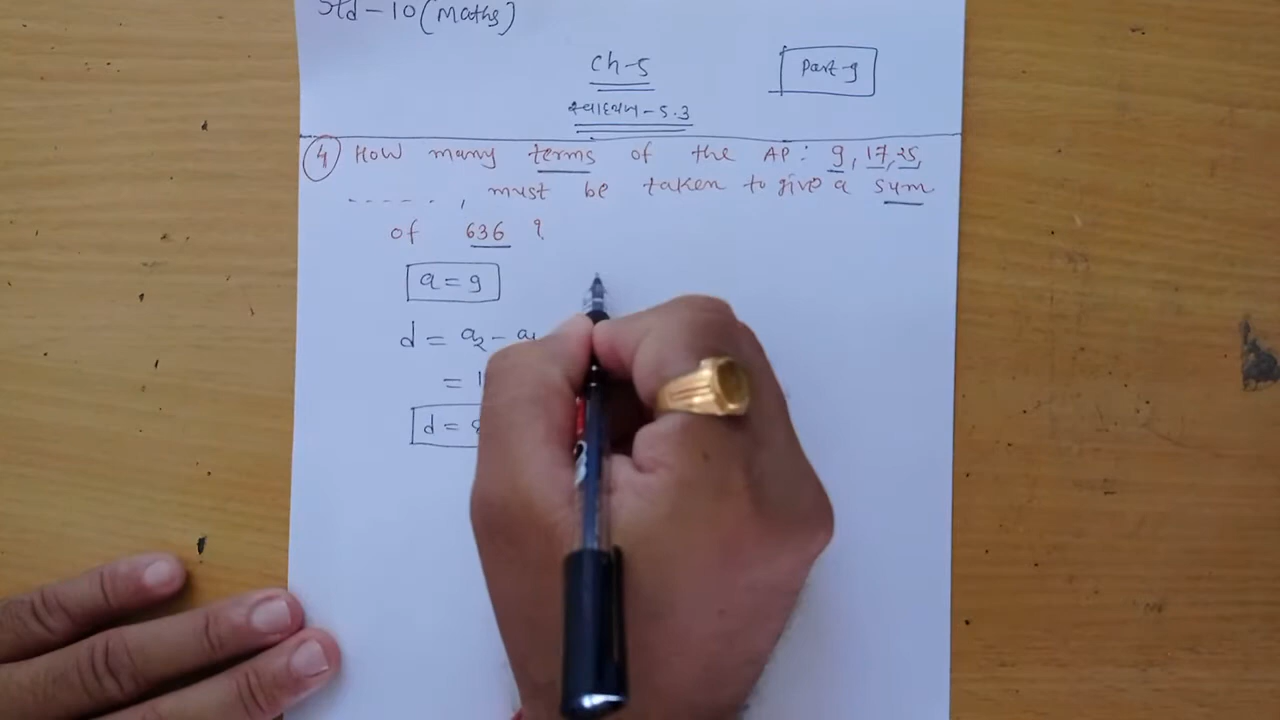 Std - 10 (Maths)
Ch-5
Part-9
સ્વાધ્યાય - 5.3
4 How many terms of the AP: 9, 17, 25,
-----, must be taken to give a sum
of 636 ?
a = 9
d = a₂ - a₁
= 1
d = 8